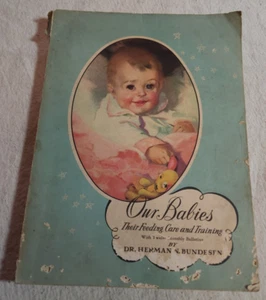 Our Babies
Their Feeding, Care and Training
BY
DR. HERMAN N. BUNDESEN